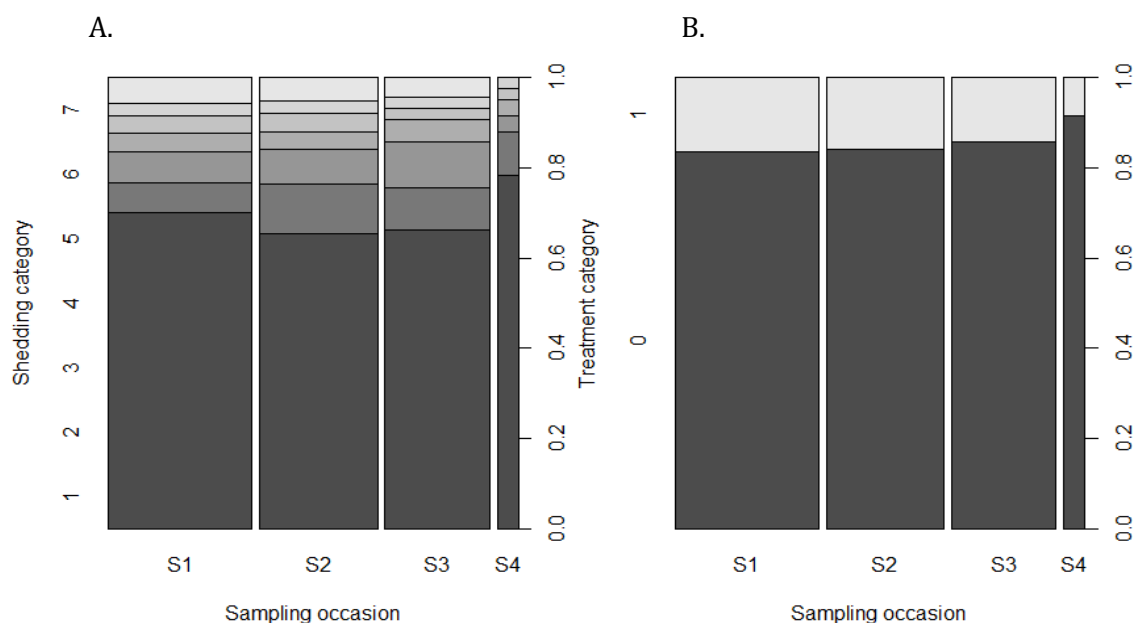 A.
B.
Shedding category
1 2 3 4 5 6 7
0.0 0.2 0.4 0.6 0.8 1.0
S1 S2 S3 S4
Sampling occasion
Treatment category
0 1
0.0 0.2 0.4 0.6 0.8 1.0
S1 S2 S3 S4
Sampling occasion